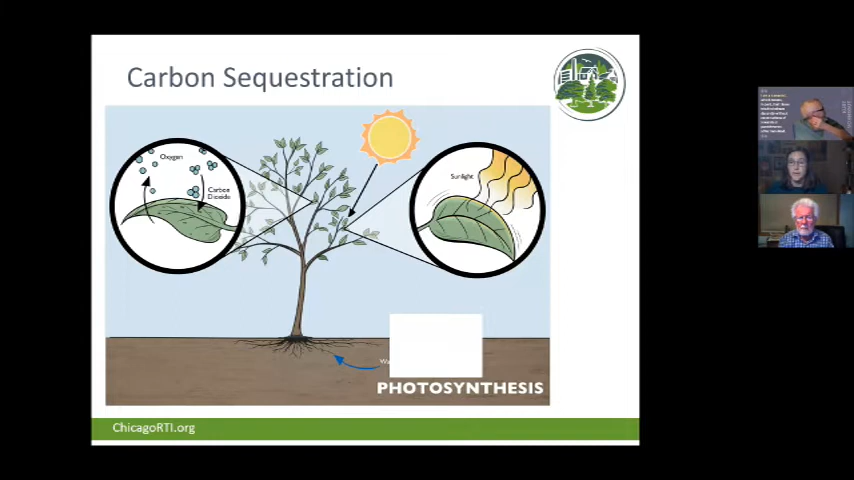 Carbon Sequestration
Oxygen
Carbon
Dioxide
Sunlight
PHOTOSYNTHESIS
ChicagoRTI.org